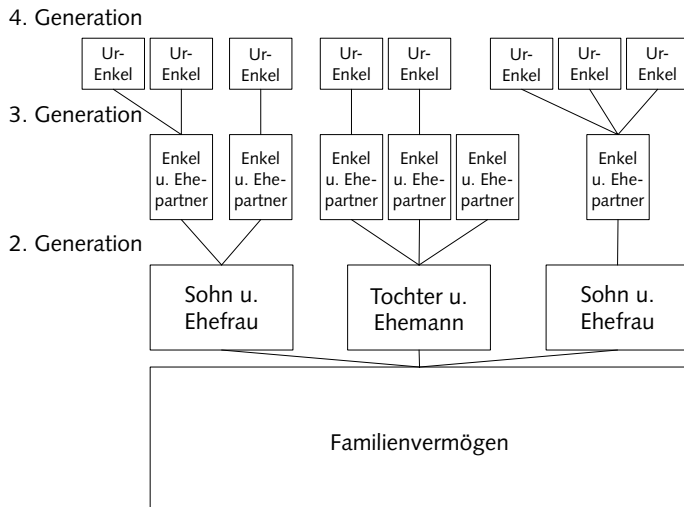 4. Generation
Ur-
Enkel
Ur-
Enkel
Ur-
Enkel
Ur-
Enkel
Ur-
Enkel
Ur-
Enkel
Ur-
Enkel
Ur-
Enkel
3. Generation
Enkel
u. Ehe-
partner
Enkel
u. Ehe-
partner
Enkel
u. Ehe-
partner
Enkel
u. Ehe-
partner
Enkel
u. Ehe-
partner
Enkel
u. Ehe-
partner
2. Generation
Sohn u.
Ehefrau
Tochter u.
Ehemann
Sohn u.
Ehefrau
Familienvermögen